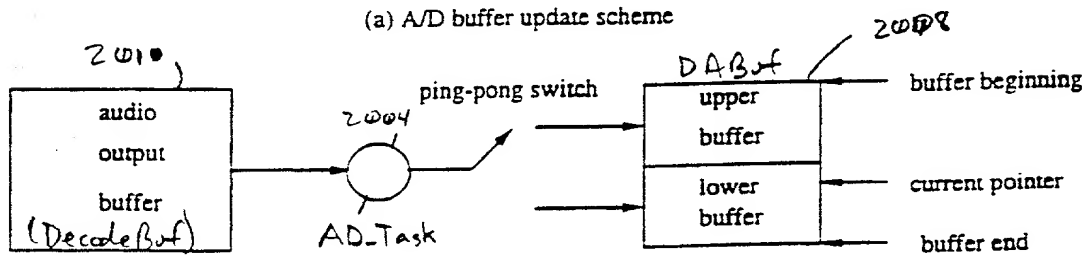 (a) A/D buffer update scheme
2010
audio
output
buffer
(DecodeBuf)
2004
AD_Task
ping-pong switch
DABuf
upper
buffer
lower
buffer
buffer beginning
current pointer
buffer end